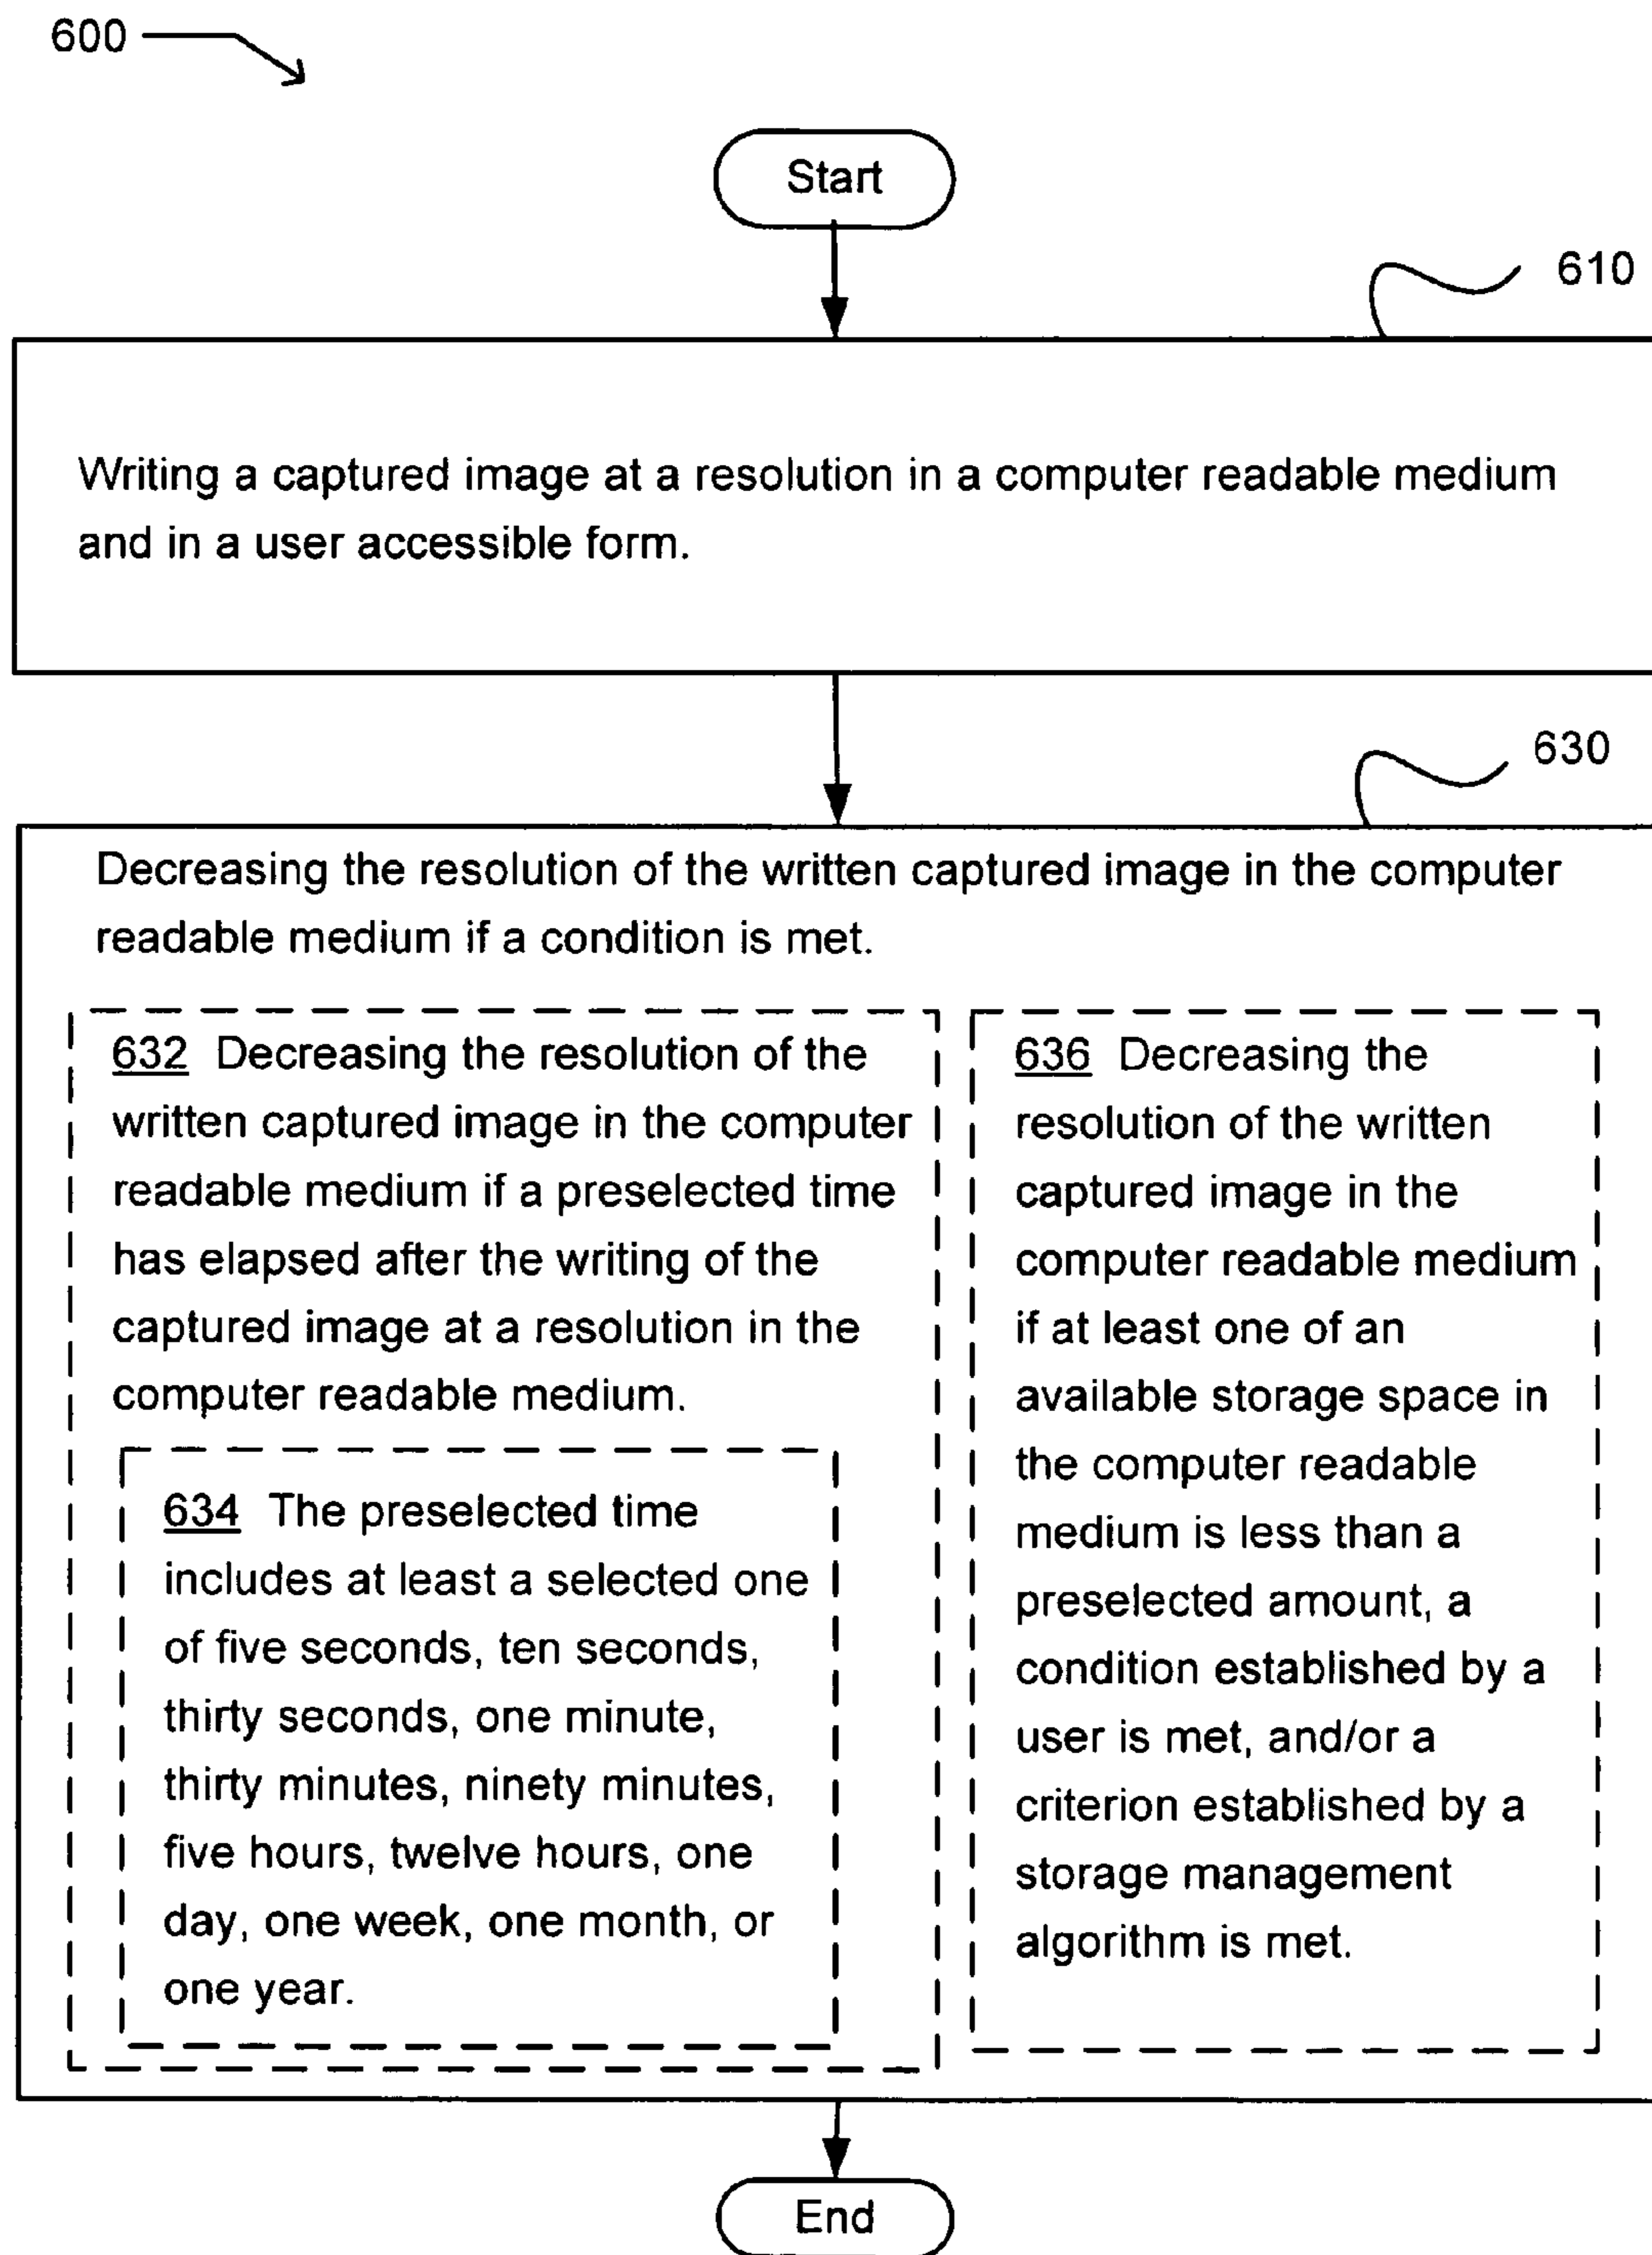 600
Start
610
Writing a captured image at a resolution in a computer readable medium
and in a user accessible form.
630
Decreasing the resolution of the written captured image in the computer
readable medium if a condition is met.
632 Decreasing the resolution of the
written captured image in the computer
readable medium if a preselected time
has elapsed after the writing of the
captured image at a resolution in the
computer readable medium.
634 The preselected time
includes at least a selected one
of five seconds, ten seconds,
thirty seconds, one minute,
thirty minutes, ninety minutes,
five hours, twelve hours, one
day, one week, one month, or
one year.
636 Decreasing the
resolution of the written
captured image in the
computer readable medium
if at least one of an
available storage space in
the computer readable
medium is less than a
preselected amount, a
condition established by a
user is met, and/or a
criterion established by a
storage management
algorithm is met.
End